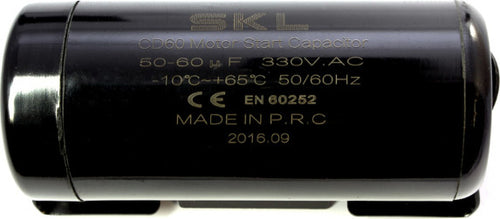 SKL
CD60 Motor Start Capacitor
50-60 µF 330V.AC
-10℃~+65℃ 50/60Hz
CE EN 60252
MADE IN P.R.C
2016.09